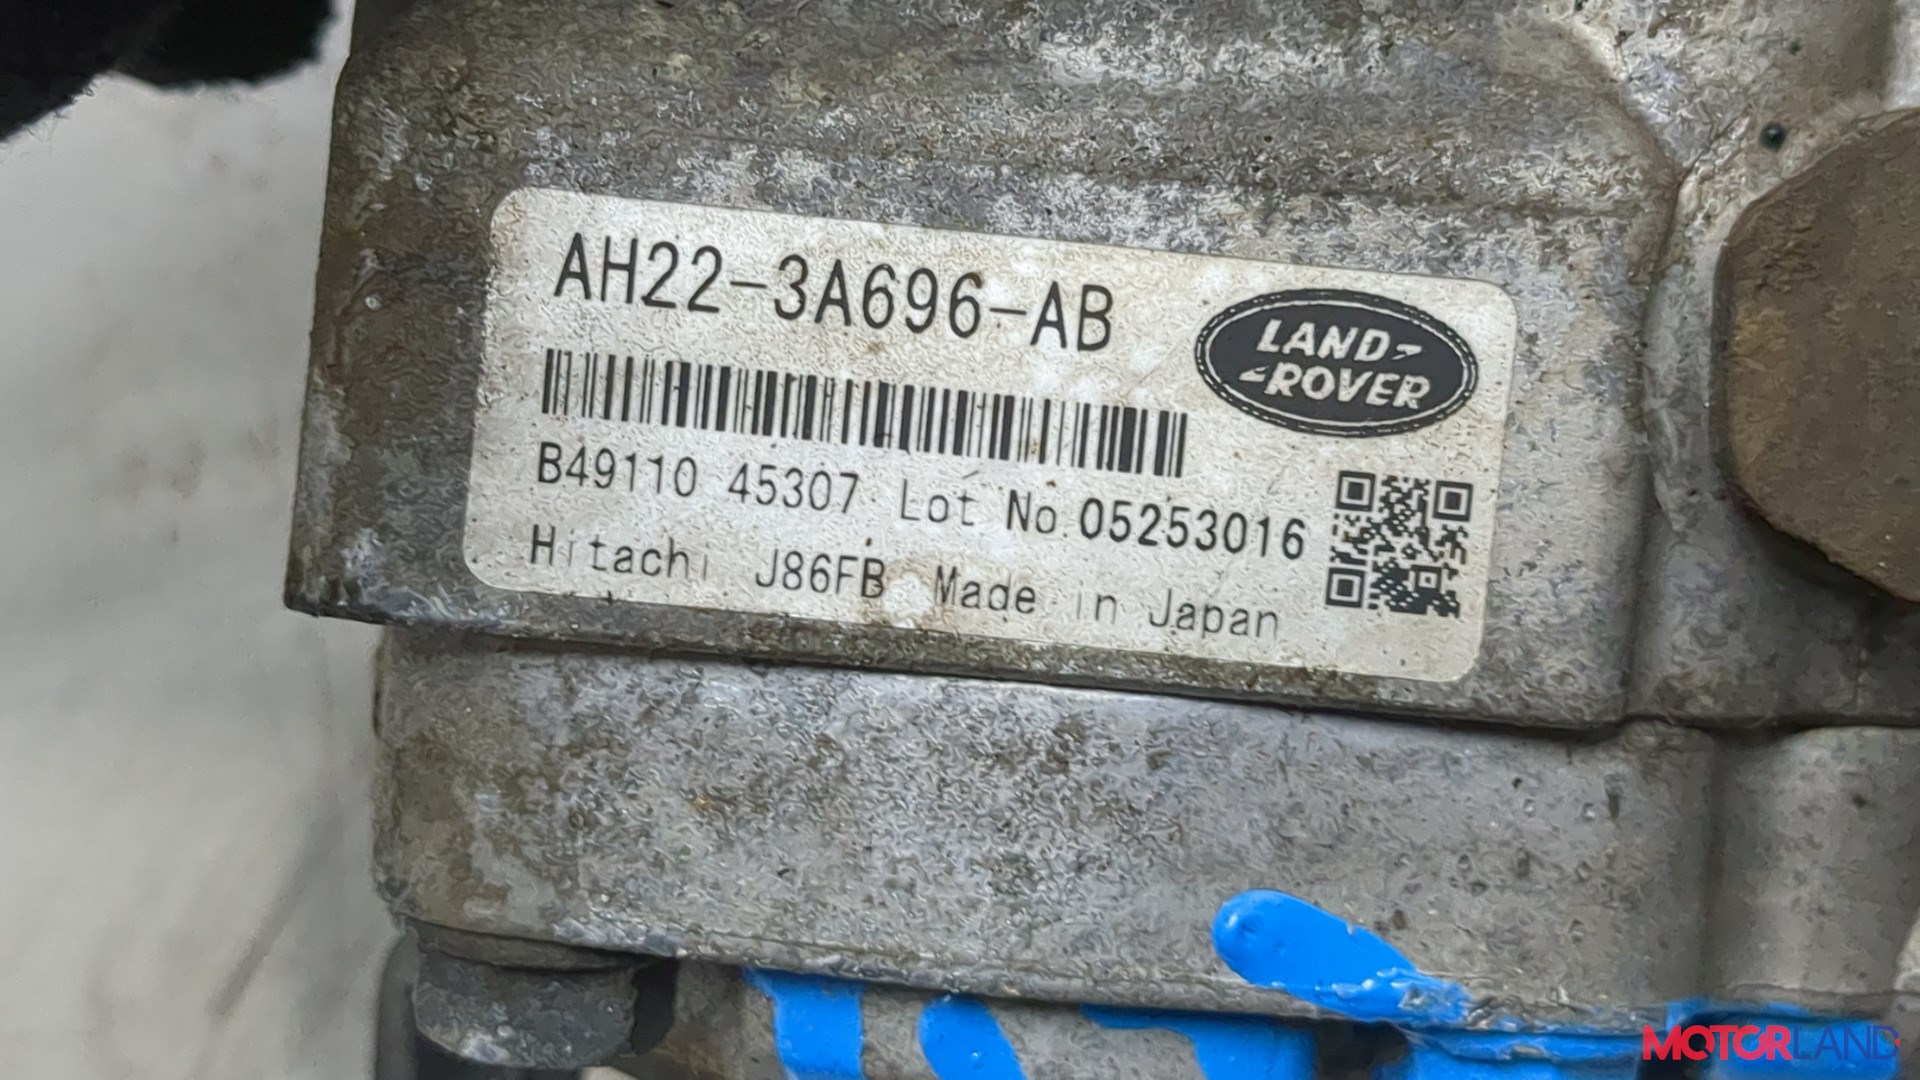 AH22-3A696-AB
LAND-
-ROVER
B49110 45307 Lot No.05253016
Hitachi J86FB Made in Japan
MOTORLAND